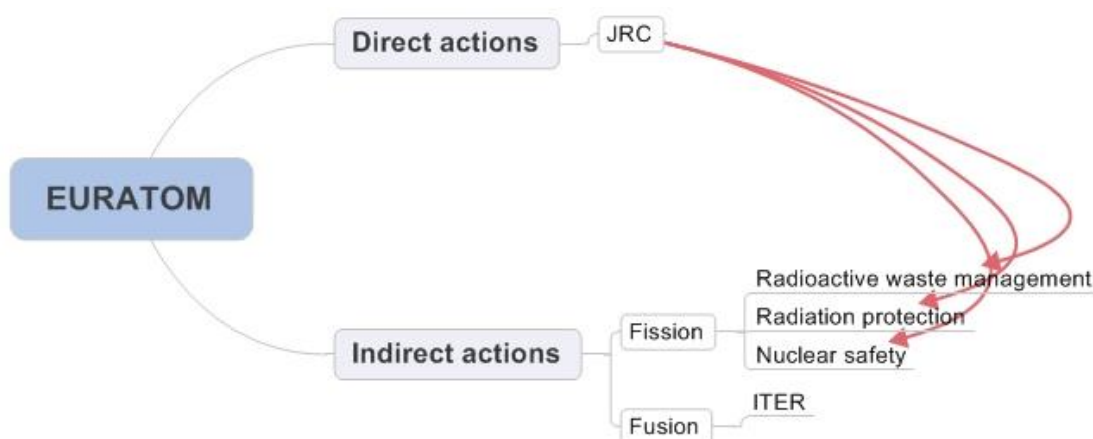 Direct actions
JRC
EURATOM
Radioactive waste management
Fission
Radiation protection
Indirect actions
Nuclear safety
ITER
Fusion